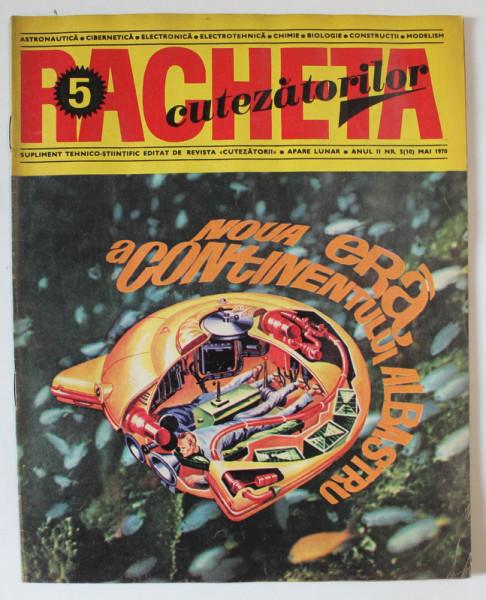 ASTRONAUTICĂ • CIBERNETICĂ • ELECTRONICĂ • ELECTROTEHNICĂ • CHIMIE • BIOLOGIE • CONSTRUCȚII • MODELISM
RACHETA
5
cutezătorilor
SUPLIMENT TEHNICO-ȘTIINȚIFIC EDITAT DE REVISTA «CUTEZĂTORII» • APARE LUNAR • ANUL II NR. 5(10) MAI 1970
NOUA ERĂ
a CONTINENTULUI ALBASTRU